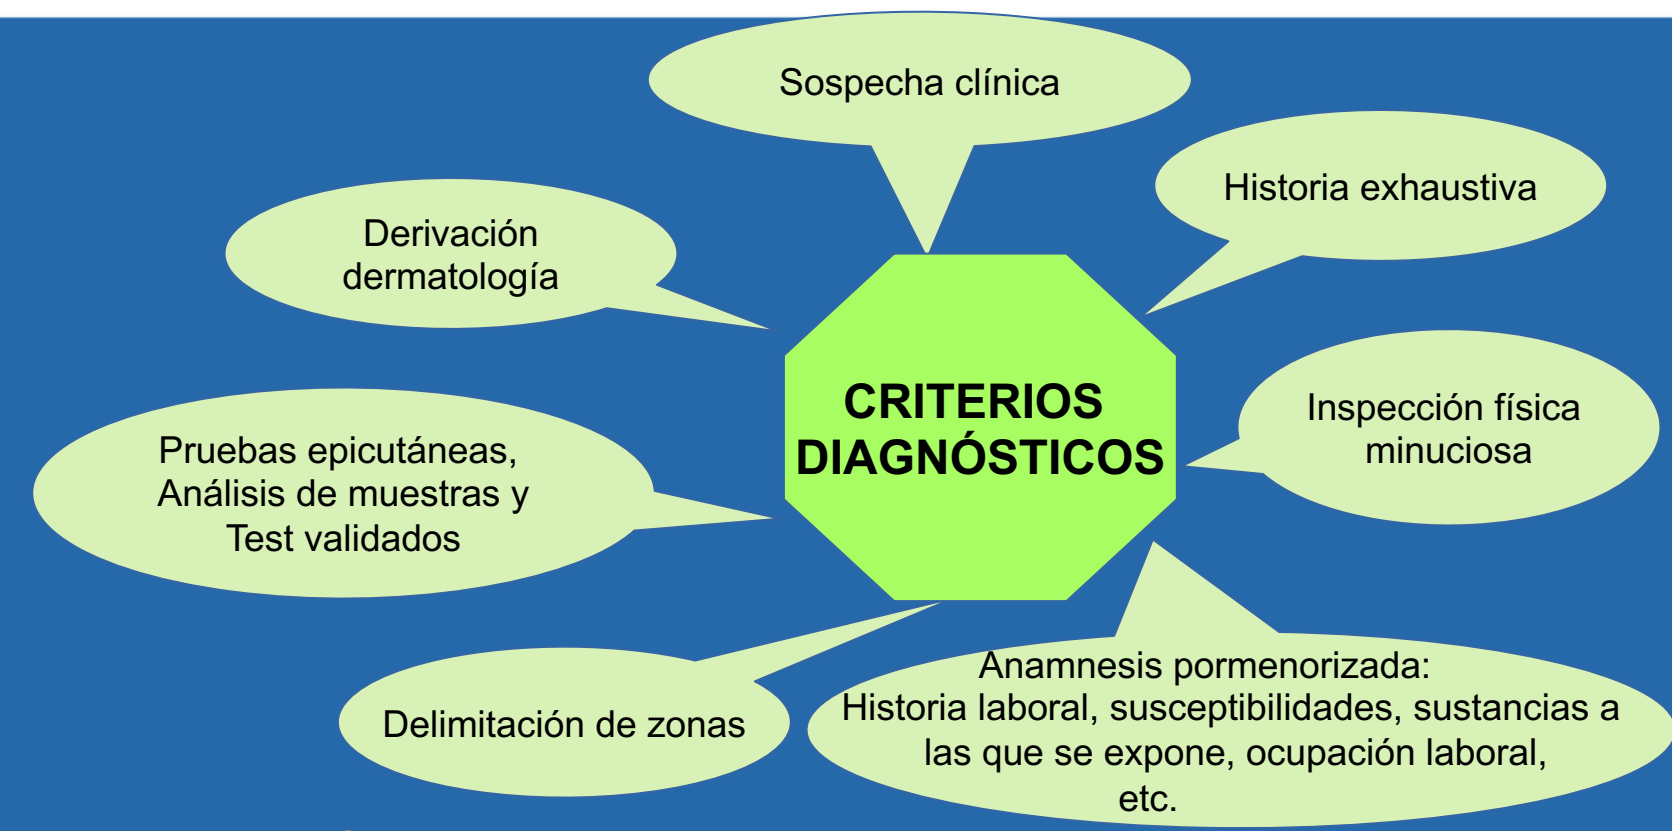 Sospecha clínica
Historia exhaustiva
Derivación
dermatología
CRITERIOS
DIAGNÓSTICOS
Inspección física
minuciosa
Pruebas epicutáneas,
Análisis de muestras y
Test validados
Anamnesis pormenorizada:
Historia laboral, susceptibilidades, sustancias a
las que se expone, ocupación laboral,
etc.
Delimitación de zonas